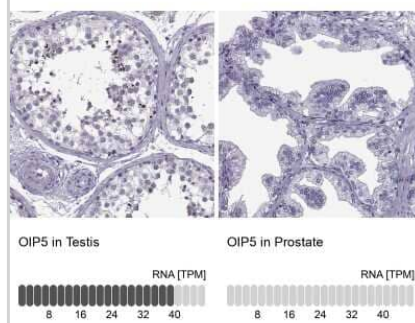 OIP5 in Testis
RNA [TPM]
8 16 24 32 40
OIP5 in Prostate
RNA [TPM]
8 16 24 32 40